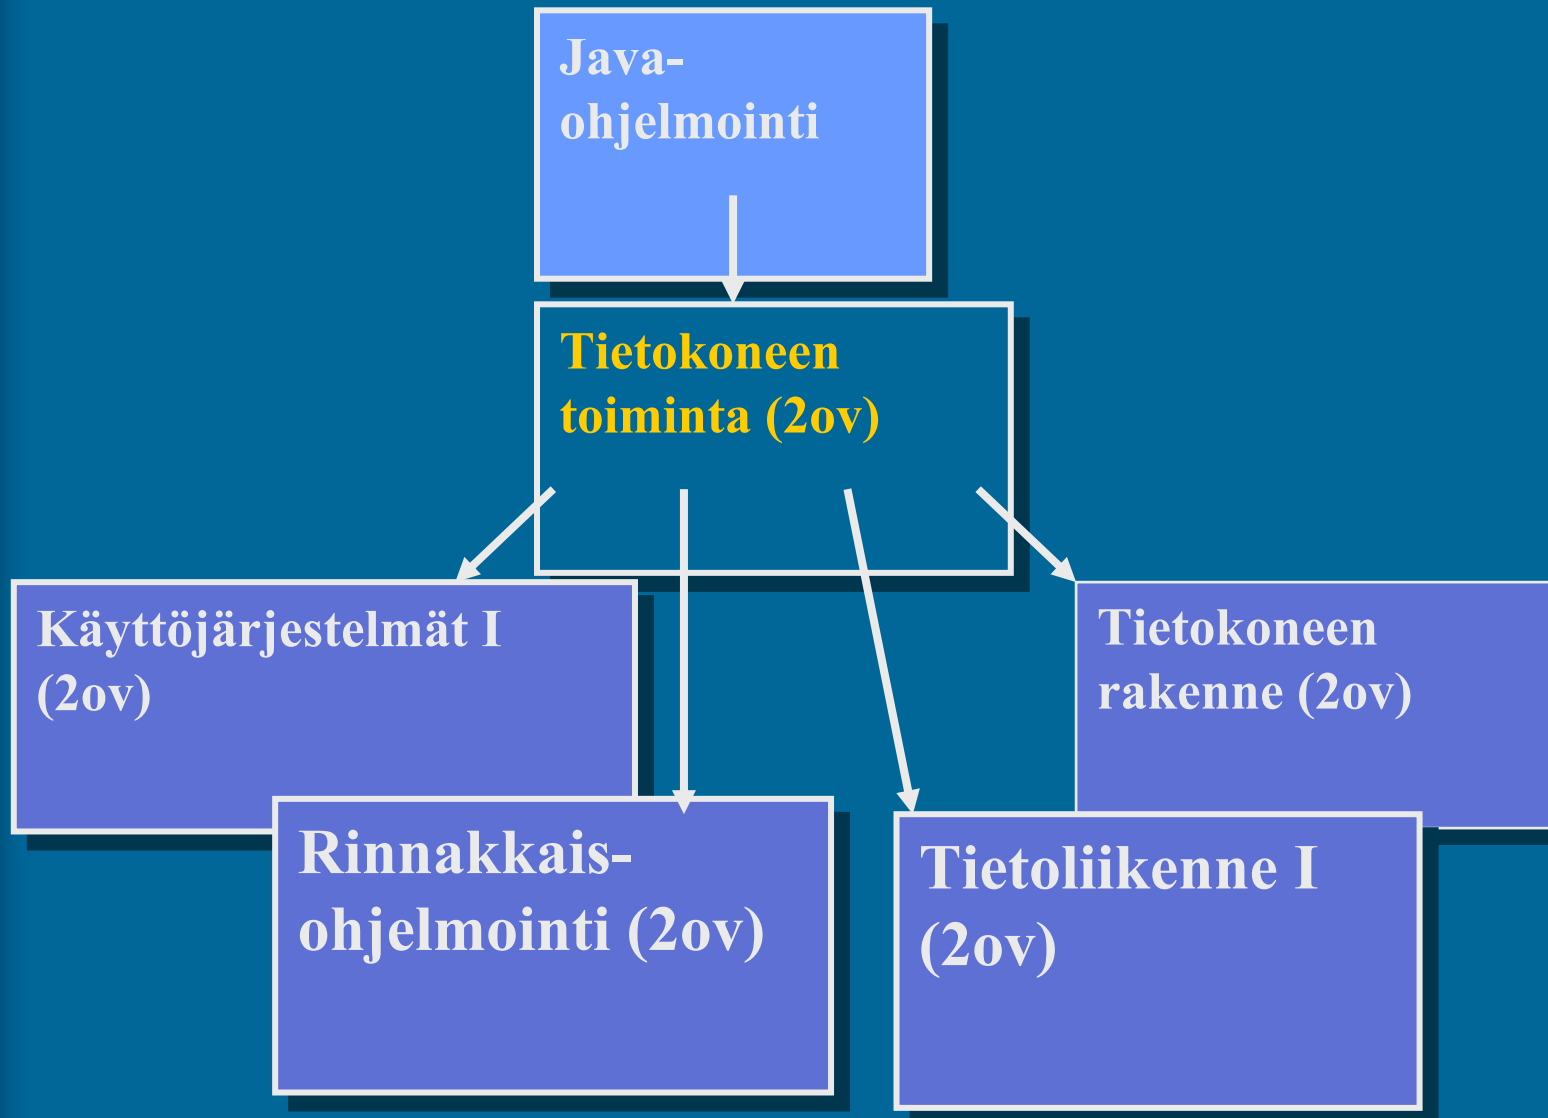 Java-
ohjelmointi
Tietokoneen
toiminta (2ov)
Käyttöjärjestelmät I
(2ov)
Tietokoneen
rakenne (2ov)
Rinnakkais-
ohjelmointi (2ov)
Tietoliikenne I
(2ov)